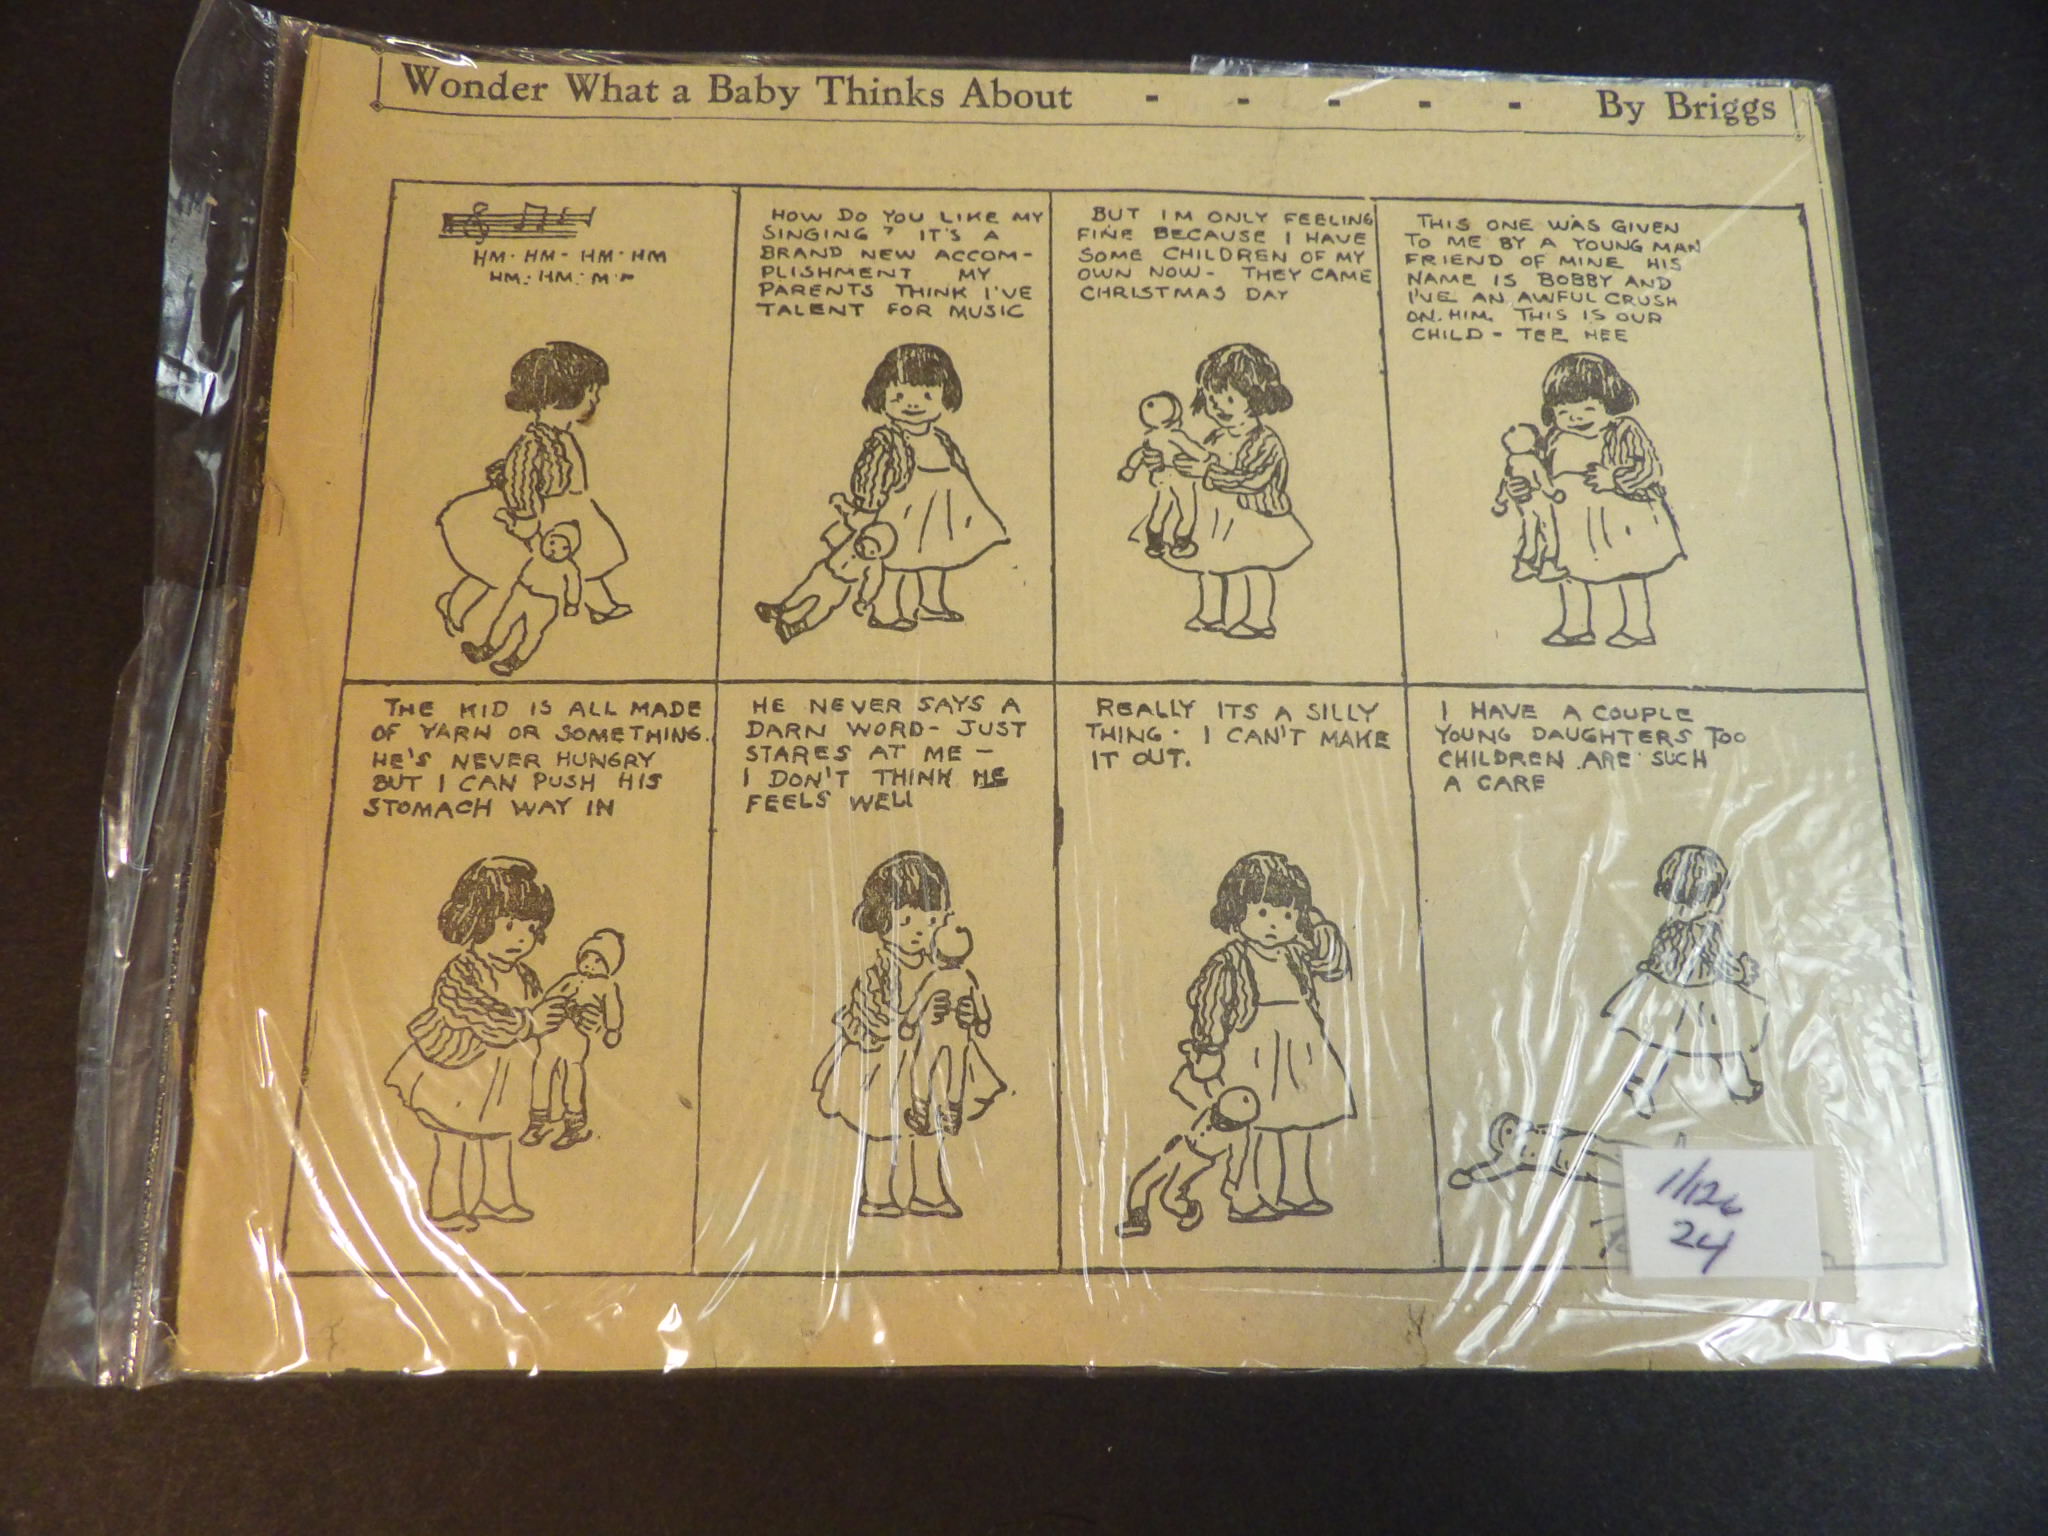 Wonder What a Baby Thinks About - - - - - By Briggs
HM· HM- HM· HM
HM· HM· M·
HOW DO YOU LIKE MY
SINGING? IT'S A
BRAND NEW ACCOM-
PLISHMENT MY
PARENTS THINK I'VE
TALENT FOR MUSIC
BUT IM ONLY FEELING
FINE BECAUSE I HAVE
SOME CHILDREN OF MY
OWN NOW- THEY CAME
CHRISTMAS DAY
THIS ONE WAS GIVEN
TO ME BY A YOUNG MAN
FRIEND OF MINE HIS
NAME IS BOBBY AND
I'VE AN AWFUL CRUSH
ON HIM. THIS IS OUR
CHILD - TEE HEE
THE KID IS ALL MADE
OF YARN OR SOMETHING.
HE'S NEVER HUNGRY
BUT I CAN PUSH HIS
STOMACH WAY IN
HE NEVER SAYS A
DARN WORD- JUST
STARES AT ME -
I DON'T THINK HE
FEELS WELL
REALLY ITS A SILLY
THING· I CAN'T MAKE
IT OUT.
I HAVE A COUPLE
YOUNG DAUGHTERS TOO
CHILDREN ARE SUCH
A CARE
24